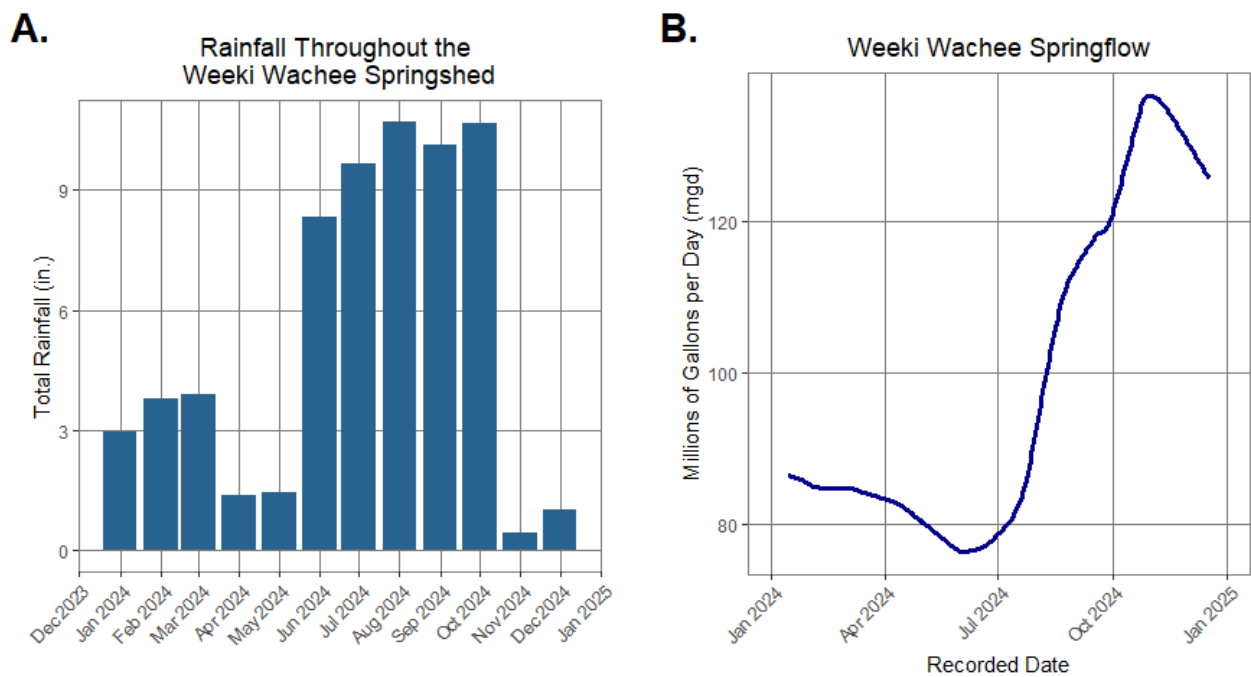 A.
Rainfall Throughout the
Weeki Wachee Springshed
Total Rainfall (in.)
9
6
3
0
Dec 2023
Jan 2024
Feb 2024
Mar 2024
Apr 2024
May 2024
Jun 2024
Jul 2024
Aug 2024
Sep 2024
Oct 2024
Nov 2024
Dec 2024
Jan 2025
B.
Weeki Wachee Springflow
Millions of Gallons per Day (mgd)
120
100
80
Jan 2024
Apr 2024
Jul 2024
Oct 2024
Jan 2025
Recorded Date